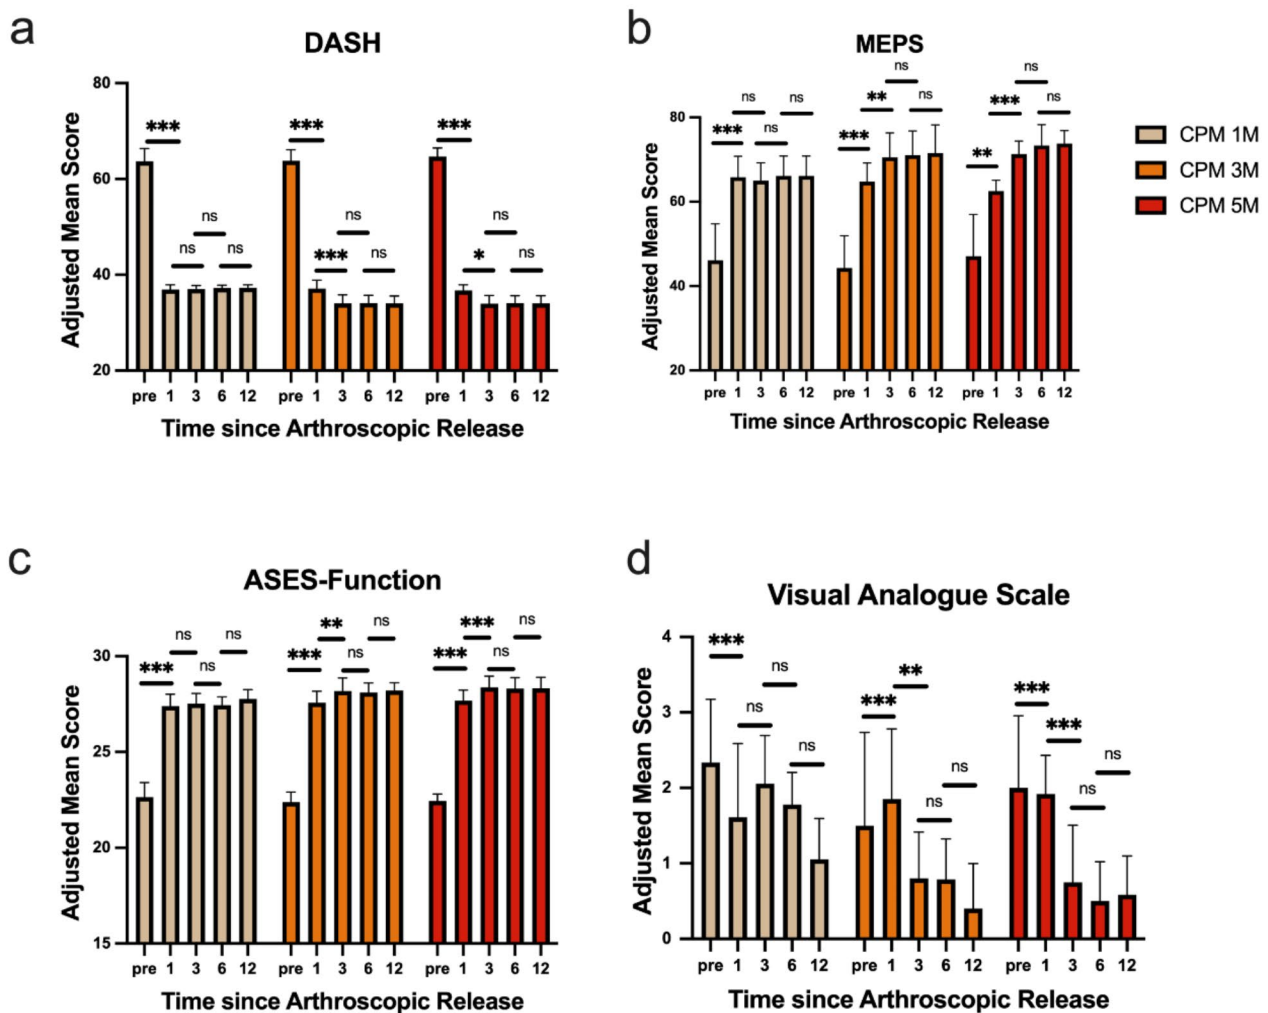 a
DASH
Adjusted Mean Score
80
60
40
20
***
ns
ns
ns
***
***
ns
ns
***
*
ns
ns
pre 1 3 6 12 pre 1 3 6 12 pre 1 3 6 12
Time since Arthroscopic Release
b
MEPS
Adjusted Mean Score
80
60
40
20
***
ns
ns
ns
***
**
ns
ns
**
***
ns
ns
pre 1 3 6 12 pre 1 3 6 12 pre 1 3 6 12
Time since Arthroscopic Release
CPM 1M
CPM 3M
CPM 5M
c
ASES-Function
Adjusted Mean Score
30
25
20
15
***
ns
ns
ns
***
**
ns
ns
***
***
ns
ns
pre 1 3 6 12 pre 1 3 6 12 pre 1 3 6 12
Time since Arthroscopic Release
d
Visual Analogue Scale
Adjusted Mean Score
4
3
2
1
0
***
ns
ns
ns
***
**
ns
ns
***
***
ns
ns
pre 1 3 6 12 pre 1 3 6 12 pre 1 3 6 12
Time since Arthroscopic Release